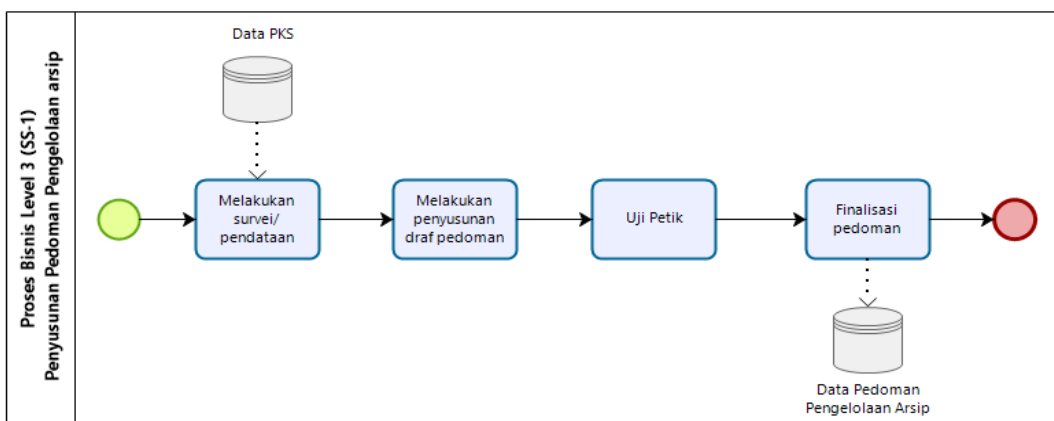 Proses Bisnis Level 3 (SS-1)
Penyusunan Pedoman Pengelolaan arsip
Data PKS
Melakukan
survei/
pendataan
Melakukan
penyusunan
draf pedoman
Uji Petik
Finalisasi
pedoman
Data Pedoman
Pengelolaan Arsip